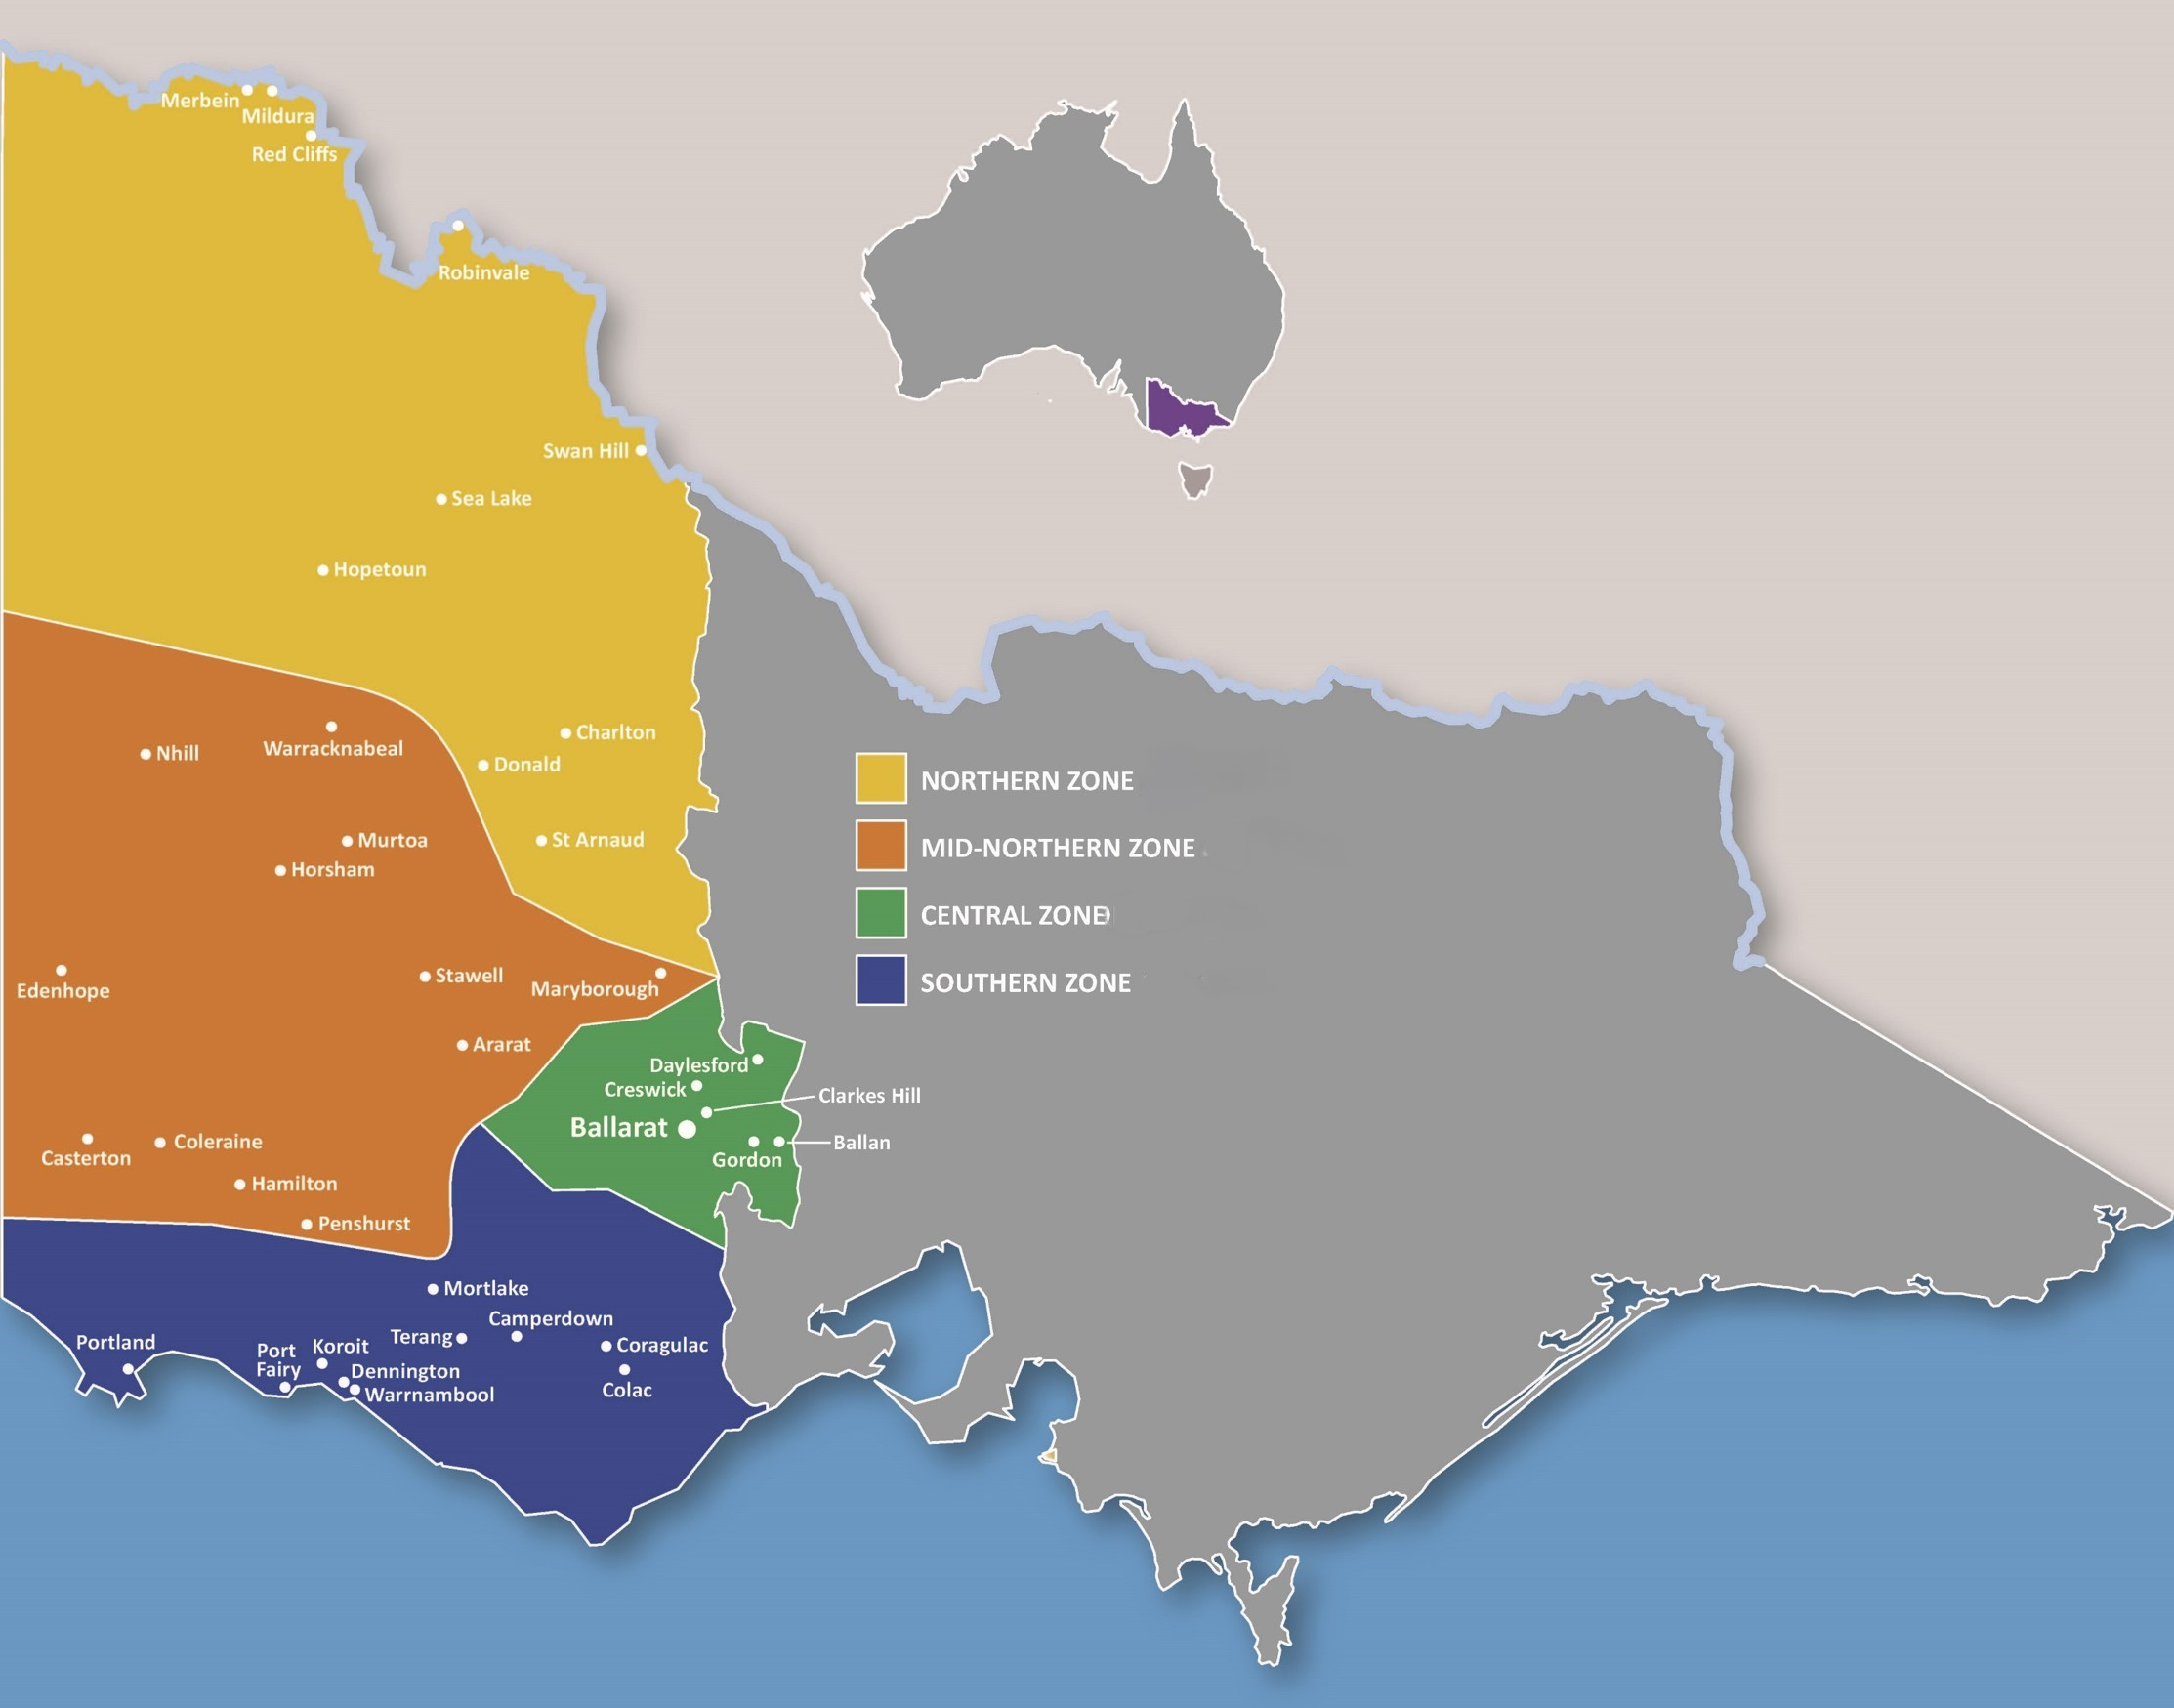 Merbein
Mildura
Red Cliffs
Robinvale
Swan Hill
Sea Lake
Hopetoun
Charlton
Warracknabeal
Nhill
Donald
St Arnaud
Murtoa
Horsham
Stawell
Maryborough
Edenhope
Ararat
NORTHERN ZONE
MID-NORTHERN ZONE
CENTRAL ZONE
SOUTHERN ZONE
Daylesford
Creswick
Clarkes Hill
Ballarat
Ballan
Gordon
Coleraine
Casterton
Hamilton
Penshurst
Mortlake
Camperdown
Terang
Coragulac
Portland
Koroit
Port
Fairy
Dennington
Colac
Warrnambool